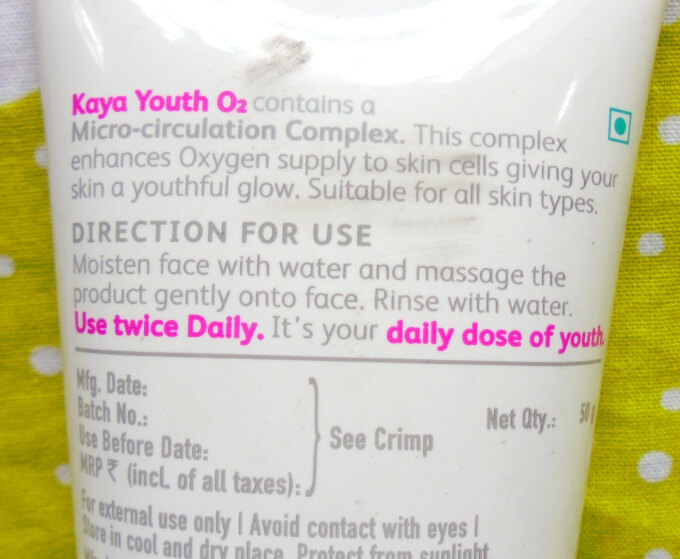 Kaya Youth O2 contains a
Micro-circulation Complex. This complex
enhances Oxygen supply to skin cells giving your
skin a youthful glow. Suitable for all skin types.
DIRECTION FOR USE
Moisten face with water and massage the
product gently onto face. Rinse with water.
Use twice Daily. It's your daily dose of youth.
Mfg. Date:
Batch No.:
Use Before Date:
MRP ₹ (incl. of all taxes):
See Crimp
Net Qty.: 50 g
For external use only | Avoid contact with eyes |
Store in cool and dry place. Protect from sunlight